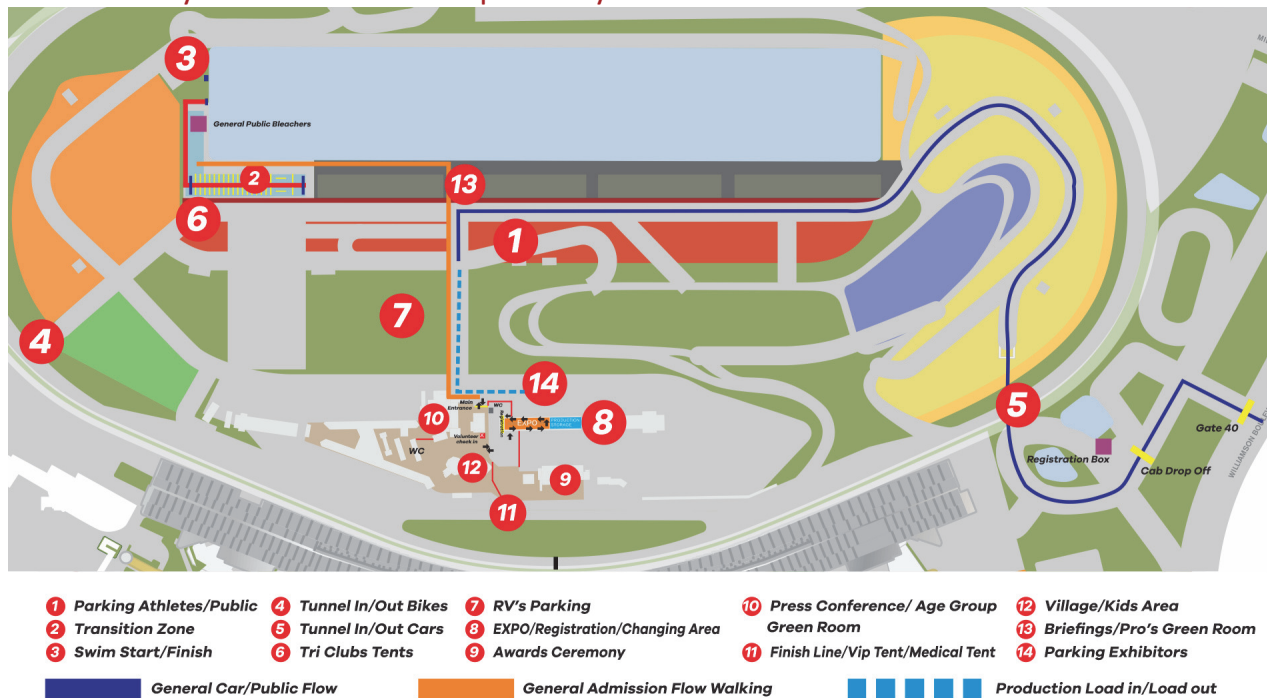 3
General Public Bleachers
2
13
6
1
7
4
14
5
Main
Entrance
WC
10
Registration
EXPO
PRODUCTION
STORAGE
8
Gate 40
Volunteer
check in
WC
Registration Box
Cab Drop Off
12
9
11
1 Parking Athletes/Public
2 Transition Zone
3 Swim Start/Finish
4 Tunnel In/Out Bikes
5 Tunnel In/Out Cars
6 Tri Clubs Tents
7 RV's Parking
8 EXPO/Registration/Changing Area
9 Awards Ceremony
10 Press Conference/ Age Group
Green Room
11 Finish Line/Vip Tent/Medical Tent
12 Village/Kids Area
13 Briefings/Pro's Green Room
14 Parking Exhibitors
General Car/Public Flow
General Admission Flow Walking
Production Load in/Load out